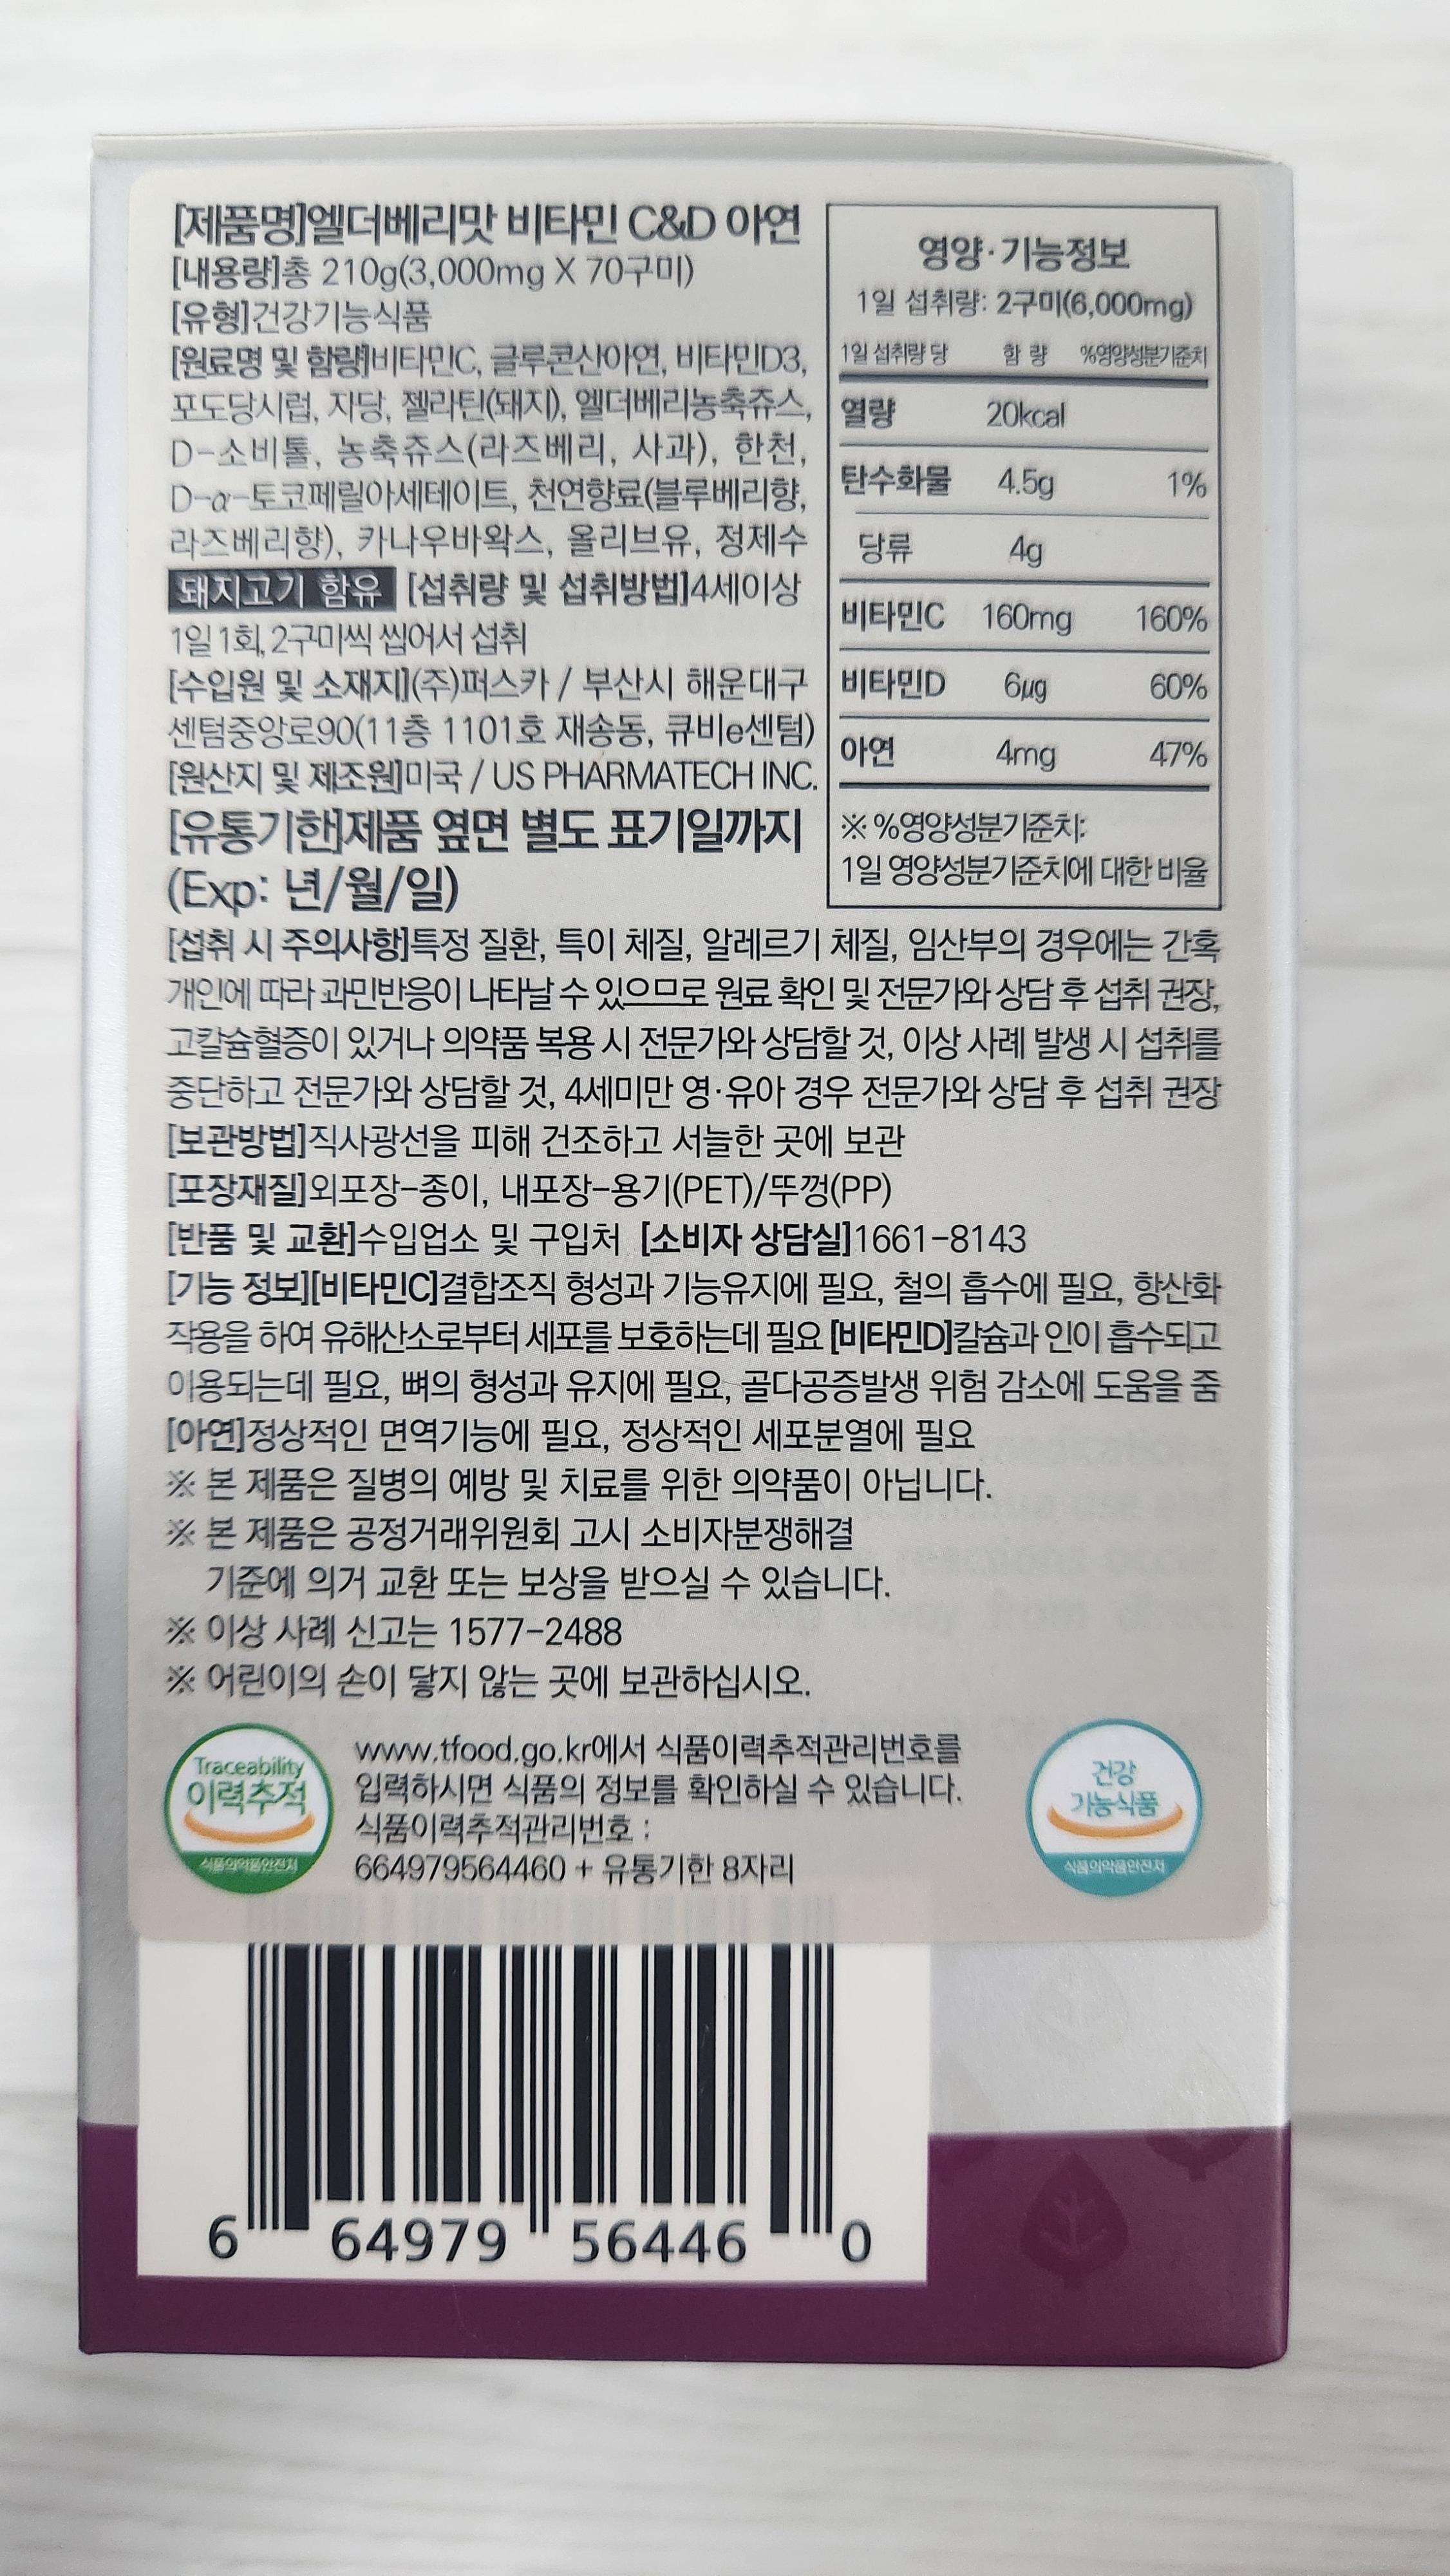 [제품명]엘더베리맛 비타민 C&D 아연
[내용량]총 210g(3,000mg X 70구미)
[유형]건강기능식품
[원료명 및 함량]비타민C, 글루콘산아연, 비타민D3,
포도당시럽, 자당, 젤라틴(돼지), 엘더베리농축쥬스,
D-소비톨, 농축쥬스(라즈베리, 사과), 한천,
D-α-토코페릴아세테이트, 천연향료(블루베리향,
라즈베리향), 카나우바왁스, 올리브유, 정제수
돼지고기 함유 [섭취량 및 섭취방법]4세이상
1일 1회, 2구미씩 씹어서 섭취
[수입원 및 소재지](주)퍼스카 / 부산시 해운대구
센텀중앙로90(11층 1101호 재송동, 큐비e센텀)
[원산지 및 제조원]미국 / US PHARMATECH INC.
[유통기한]제품 옆면 별도 표기일까지
(Exp: 년/월/일)
영양·기능정보
1일 섭취량: 2구미(6,000mg)
1일 섭취량 당 함 량 %영양성분기준치
열량 20kcal
탄수화물 4.5g 1%
당류 4g
비타민C 160mg 160%
비타민D 6µg 60%
아연 4mg 47%
※ %영양성분기준치:
1일 영양성분기준치에 대한 비율
[섭취 시 주의사항]특정 질환, 특이 체질, 알레르기 체질, 임산부의 경우에는 간혹
개인에 따라 과민반응이 나타날 수 있으므로 원료 확인 및 전문가와 상담 후 섭취 권장,
고칼슘혈증이 있거나 의약품 복용 시 전문가와 상담할 것, 이상 사례 발생 시 섭취를
중단하고 전문가와 상담할 것, 4세미만 영·유아 경우 전문가와 상담 후 섭취 권장
[보관방법]직사광선을 피해 건조하고 서늘한 곳에 보관
[포장재질]외포장-종이, 내포장-용기(PET)/뚜껑(PP)
[반품 및 교환]수입업소 및 구입처 [소비자 상담실]1661-8143
[기능 정보][비타민C]결합조직 형성과 기능유지에 필요, 철의 흡수에 필요, 항산화
작용을 하여 유해산소로부터 세포를 보호하는데 필요 [비타민D]칼슘과 인이 흡수되고
이용되는데 필요, 뼈의 형성과 유지에 필요, 골다공증발생 위험 감소에 도움을 줌
[아연]정상적인 면역기능에 필요, 정상적인 세포분열에 필요
※ 본 제품은 질병의 예방 및 치료를 위한 의약품이 아닙니다.
※ 본 제품은 공정거래위원회 고시 소비자분쟁해결
기준에 의거 교환 또는 보상을 받으실 수 있습니다.
※ 이상 사례 신고는 1577-2488
※ 어린이의 손이 닿지 않는 곳에 보관하십시오.
Traceability
이력추적
식품의약품안전처
www.tfood.go.kr에서 식품이력추적관리번호를
입력하시면 식품의 정보를 확인하실 수 있습니다.
식품이력추적관리번호 :
664979564460 + 유통기한 8자리
건강
기능식품
식품의약품안전처
6 64979 56446 0